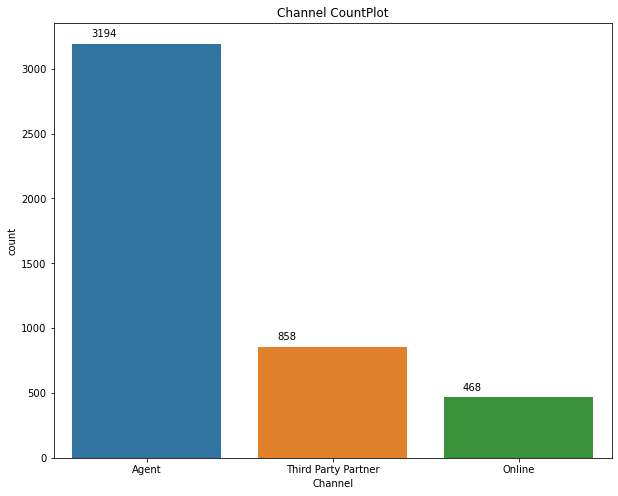 Channel CountPlot
3194
858
468
3000
2500
2000
1500
1000
500
0
count
Agent
Third Party Partner
Online
Channel